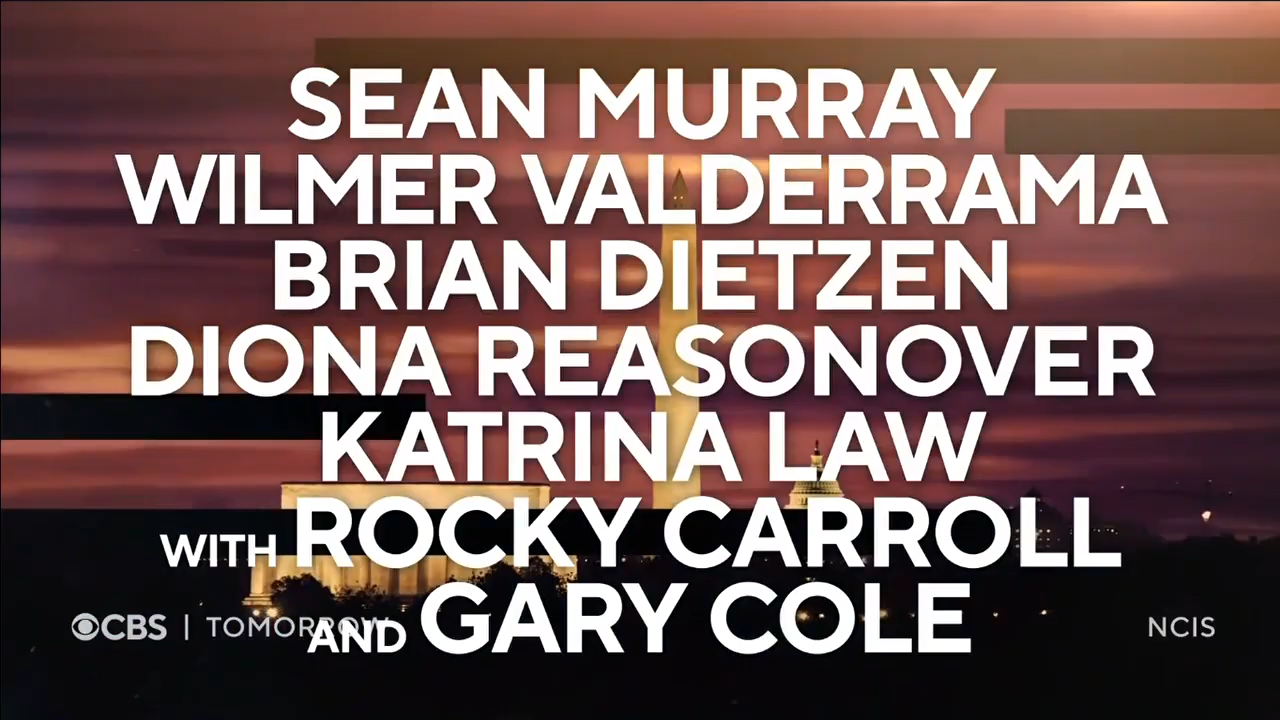 SEAN MURRAY
WILMER VALDERRAMA
BRIAN DIETZEN
DIONA REASONOVER
KATRINA LAW
WITH ROCKY CARROLL
AND GARY COLE
CBS | TOMORROW
NCIS